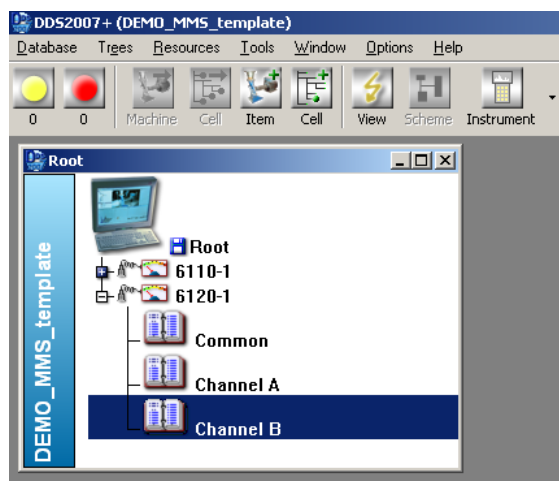 DDS2007+ (DEMO_MMS_template)
Database Trees Resources Tools Window Options Help
0 0 Machine Cell Item Cell View Scheme Instrument
Root
DEMO_MMS_template
Root
6110-1
6120-1
Common
Channel A
Channel B